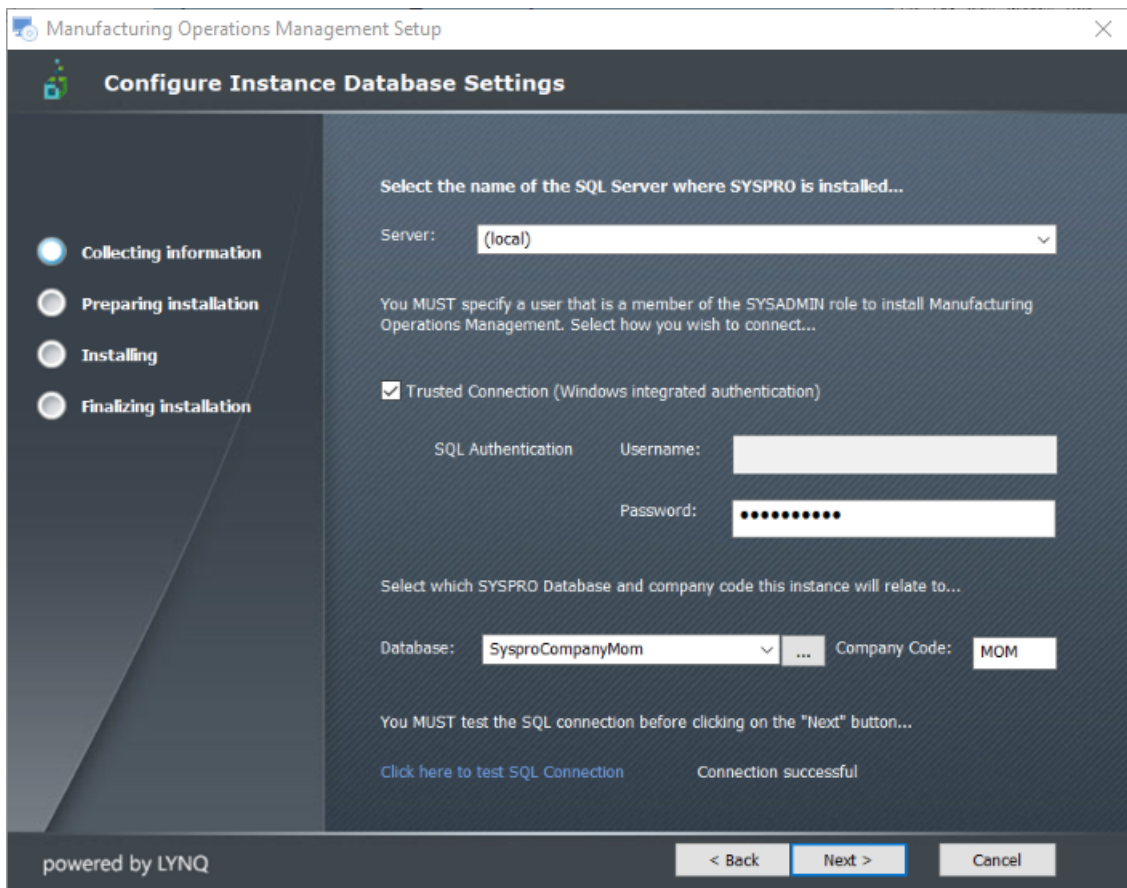 Manufacturing Operations Management Setup
Configure Instance Database Settings
Collecting information
Preparing installation
Installing
Finalizing installation
Select the name of the SQL Server where SYSPRO is installed...
Server: (local)
You MUST specify a user that is a member of the SYSADMIN role to install Manufacturing
Operations Management. Select how you wish to connect...
Trusted Connection (Windows integrated authentication)
SQL Authentication Username:
Password: ••••••••••
Select which SYSPRO Database and company code this instance will relate to...
Database: SysproCompanyMom ... Company Code: MOM
You MUST test the SQL connection before clicking on the "Next" button...
Click here to test SQL Connection Connection successful
powered by LYNQ
< Back Next > Cancel